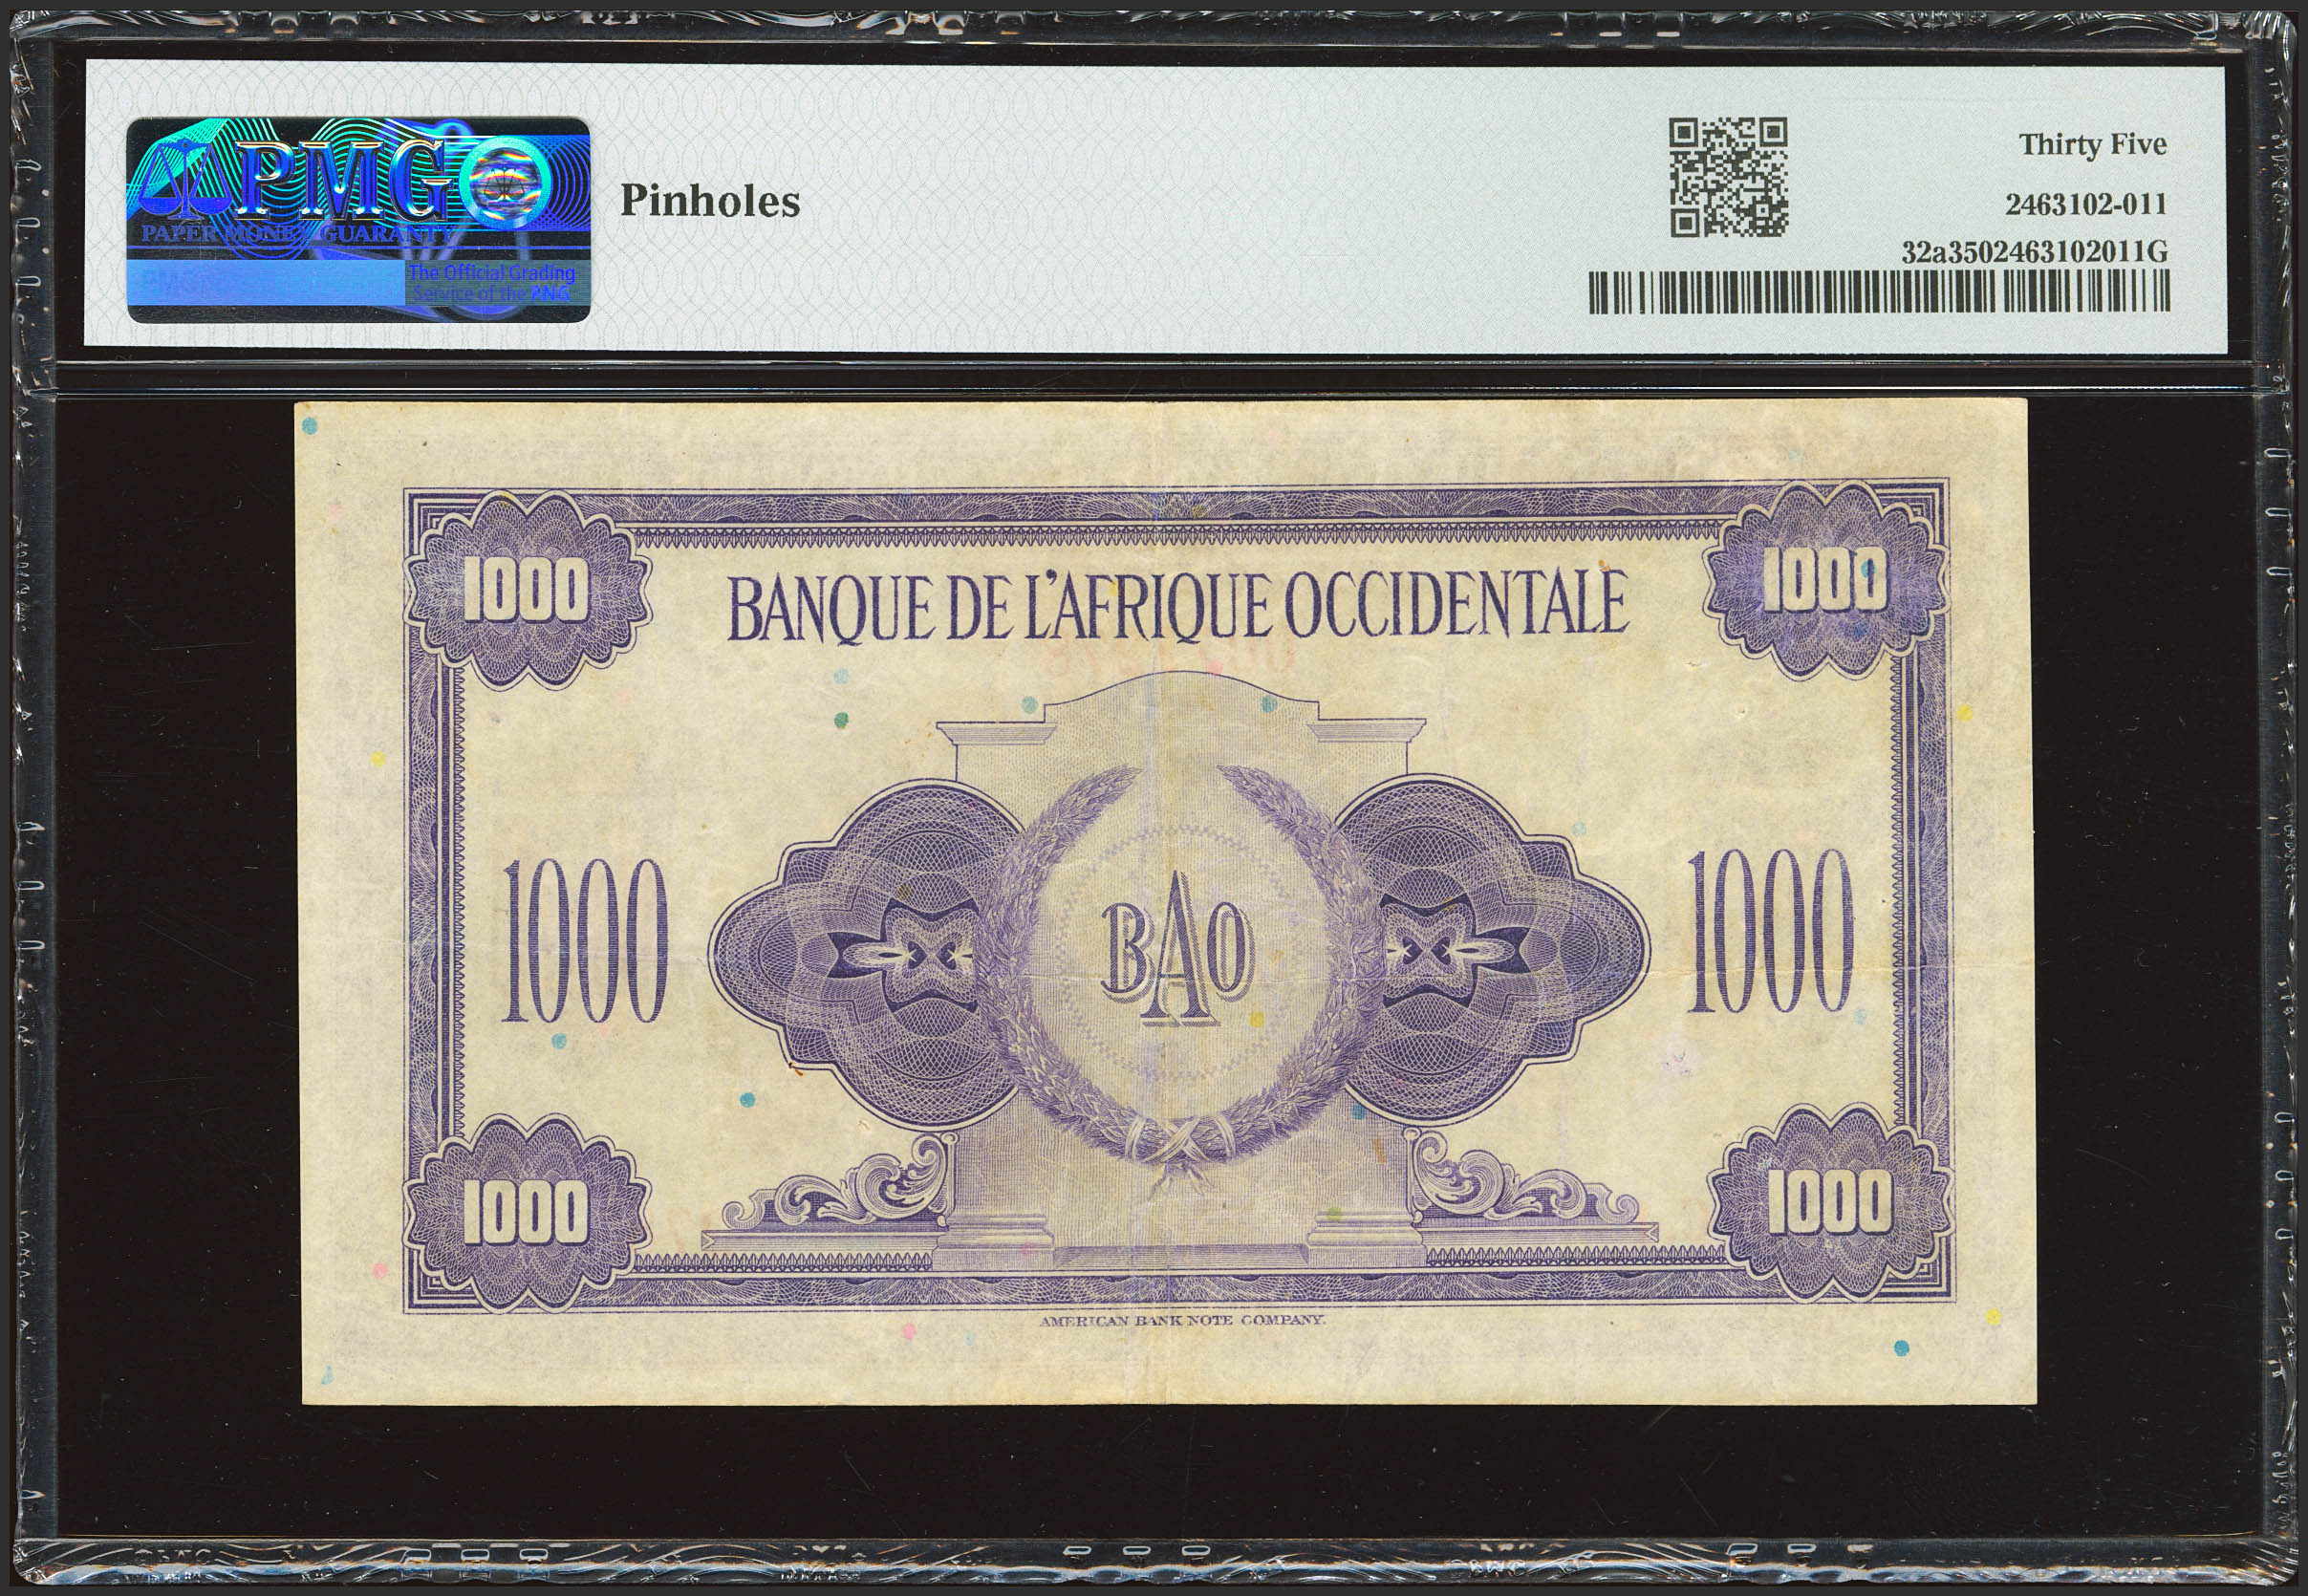 PMG
PAPER MONEY GUARANTY
The Official Grading
Service of the PNG
Pinholes
Thirty Five
2463102-011
32a3502463102011G
1000
1000
BANQUE DE L'AFRIQUE OCCIDENTALE
1000
BAO
1000
1000
1000
AMERICAN BANK NOTE COMPANY.